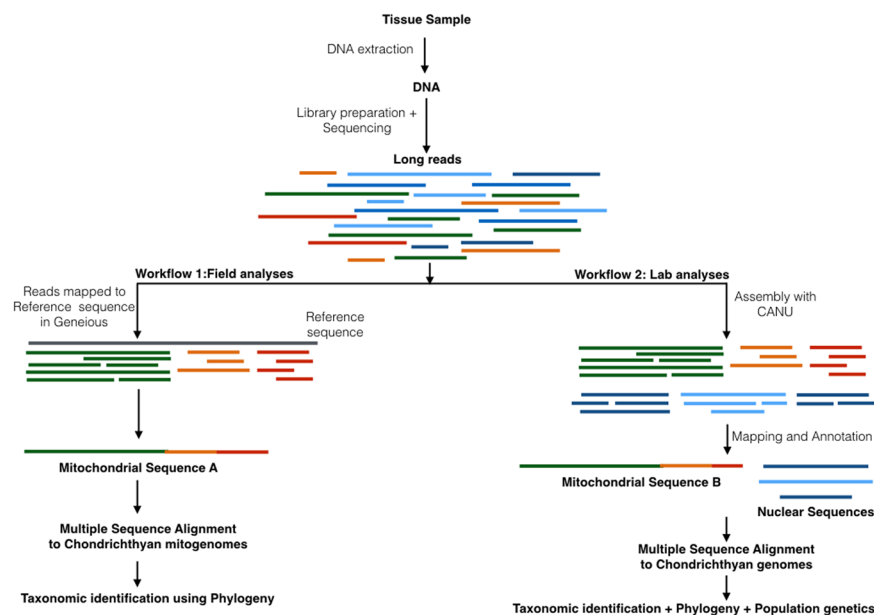 Tissue Sample
DNA extraction
DNA
Library preparation +
Sequencing
Long reads
Workflow 1:Field analyses
Workflow 2: Lab analyses
Reads mapped to
Reference sequence
in Geneious
Reference
sequence
Assembly with
CANU
Mapping and Annotation
Mitochondrial Sequence A
Mitochondrial Sequence B
Nuclear Sequences
Multiple Sequence Alignment
to Chondrichthyan mitogenomes
Multiple Sequence Alignment
to Chondrichthyan genomes
Taxonomic identification using Phylogeny
Taxonomic identification + Phylogeny + Population genetics